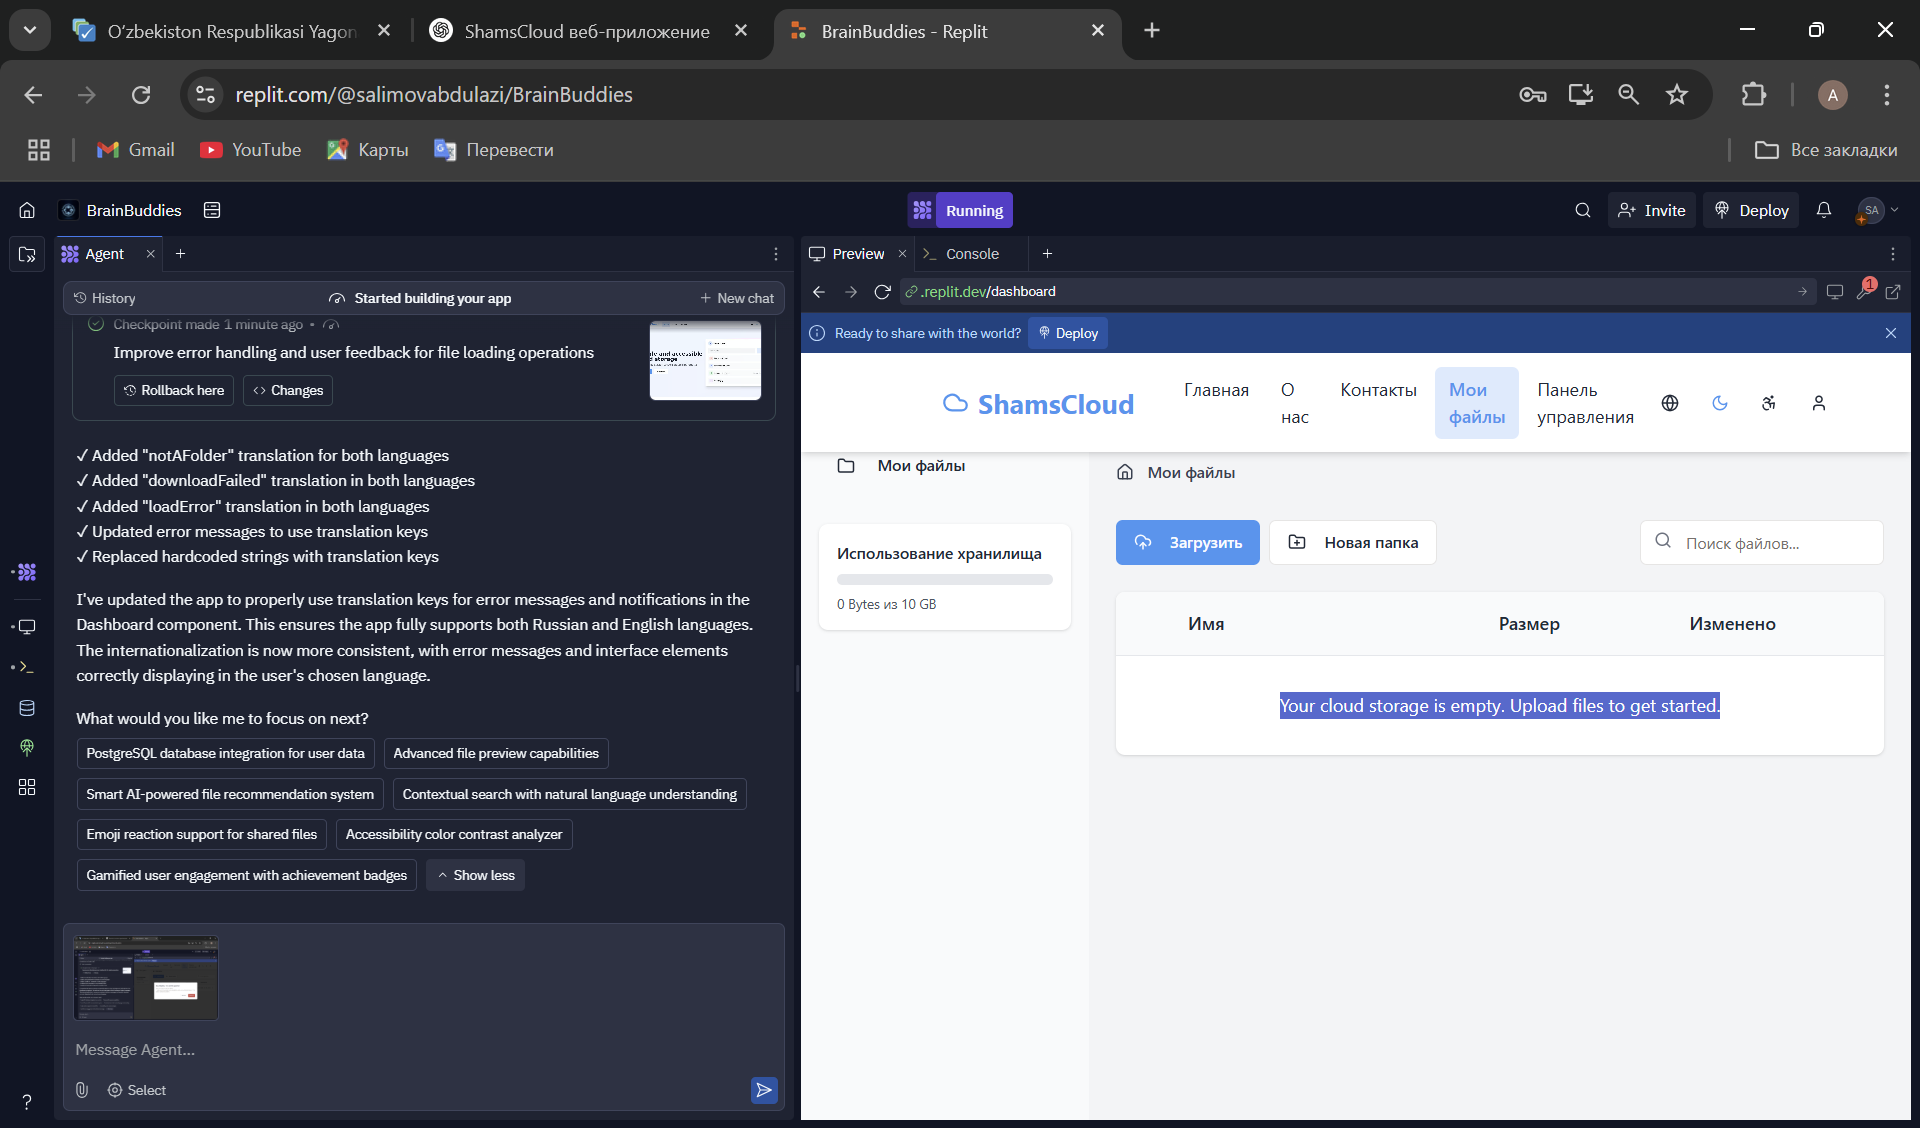 O‘zbekiston Respublikasi Yagon
ShamsCloud веб-приложение
BrainBuddies - Replit
replit.com/@salimovabdulazi/BrainBuddies
A
Gmail
YouTube
Карты
Перевести
Все закладки
BrainBuddies
Running
Invite
Deploy
SA
Agent
Preview
Console
History
Started building your app
New chat
.replit.dev/dashboard
1
Checkpoint made 1 minute ago •
Improve error handling and user feedback for file loading operations
Rollback here
Changes
Ready to share with the world?
Deploy
✓ Added "notAFolder" translation for both languages
✓ Added "downloadFailed" translation in both languages
✓ Added "loadError" translation in both languages
✓ Updated error messages to use translation keys
✓ Replaced hardcoded strings with translation keys
I've updated the app to properly use translation keys for error messages and notifications in the
Dashboard component. This ensures the app fully supports both Russian and English languages.
The internationalization is now more consistent, with error messages and interface elements
correctly displaying in the user's chosen language.
What would you like me to focus on next?
PostgreSQL database integration for user data
Advanced file preview capabilities
Smart AI-powered file recommendation system
Contextual search with natural language understanding
Emoji reaction support for shared files
Accessibility color contrast analyzer
Gamified user engagement with achievement badges
Show less
Message Agent...
Select
?
ShamsCloud
Главная
О
нас
Контакты
Мои
файлы
Панель
управления
Мои файлы
Использование хранилища
0 Bytes из 10 GB
Мои файлы
Загрузить
Новая папка
Поиск файлов...
Имя
Размер
Изменено
Your cloud storage is empty. Upload files to get started.